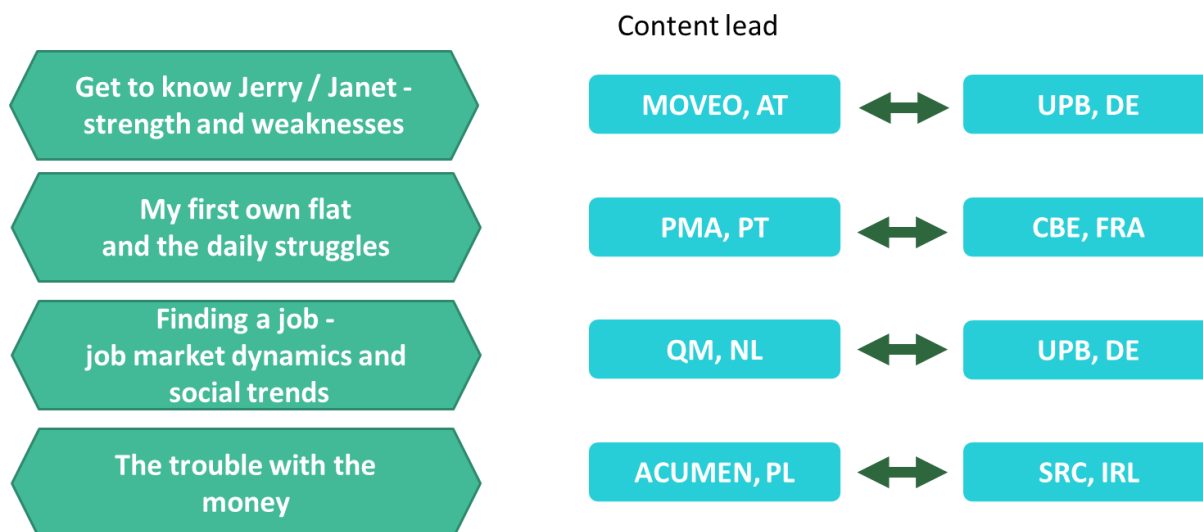 Content lead
Get to know Jerry / Janet -
strength and weaknesses
MOVEO, AT
UPB, DE
My first own flat
and the daily struggles
PMA, PT
CBE, FRA
Finding a job -
job market dynamics and
social trends
QM, NL
UPB, DE
The trouble with the
money
ACUMEN, PL
SRC, IRL